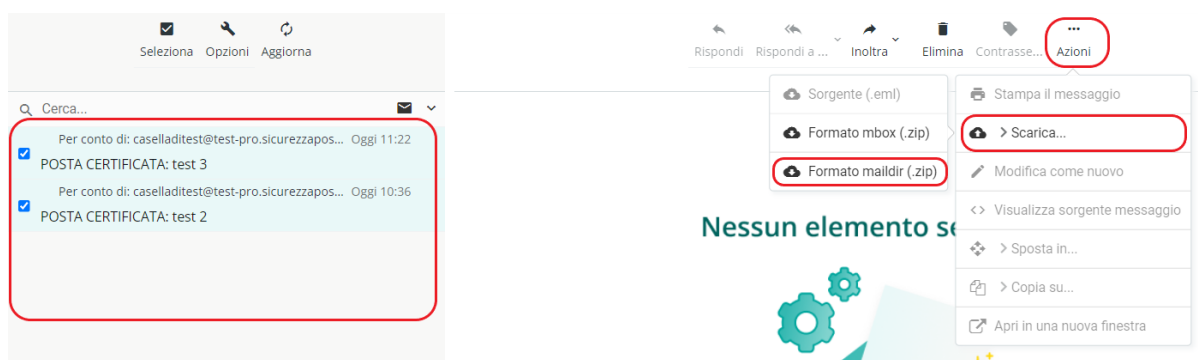 Seleziona Opzioni Aggiorna
Cerca...
Per conto di: caselladitest@test-pro.sicurezzapos... Oggi 11:22
POSTA CERTIFICATA: test 3
Per conto di: caselladitest@test-pro.sicurezzapos... Oggi 10:36
POSTA CERTIFICATA: test 2
Rispondi Rispondi a ... Inoltra Elimina Contrasse... Azioni
Sorgente (.eml)
Formato mbox (.zip)
Formato maildir (.zip)
Stampa il messaggio
> Scarica...
Modifica come nuovo
<> Visualizza sorgente messaggio
> Sposta in...
> Copia su...
Apri in una nuova finestra
Nessun elemento se